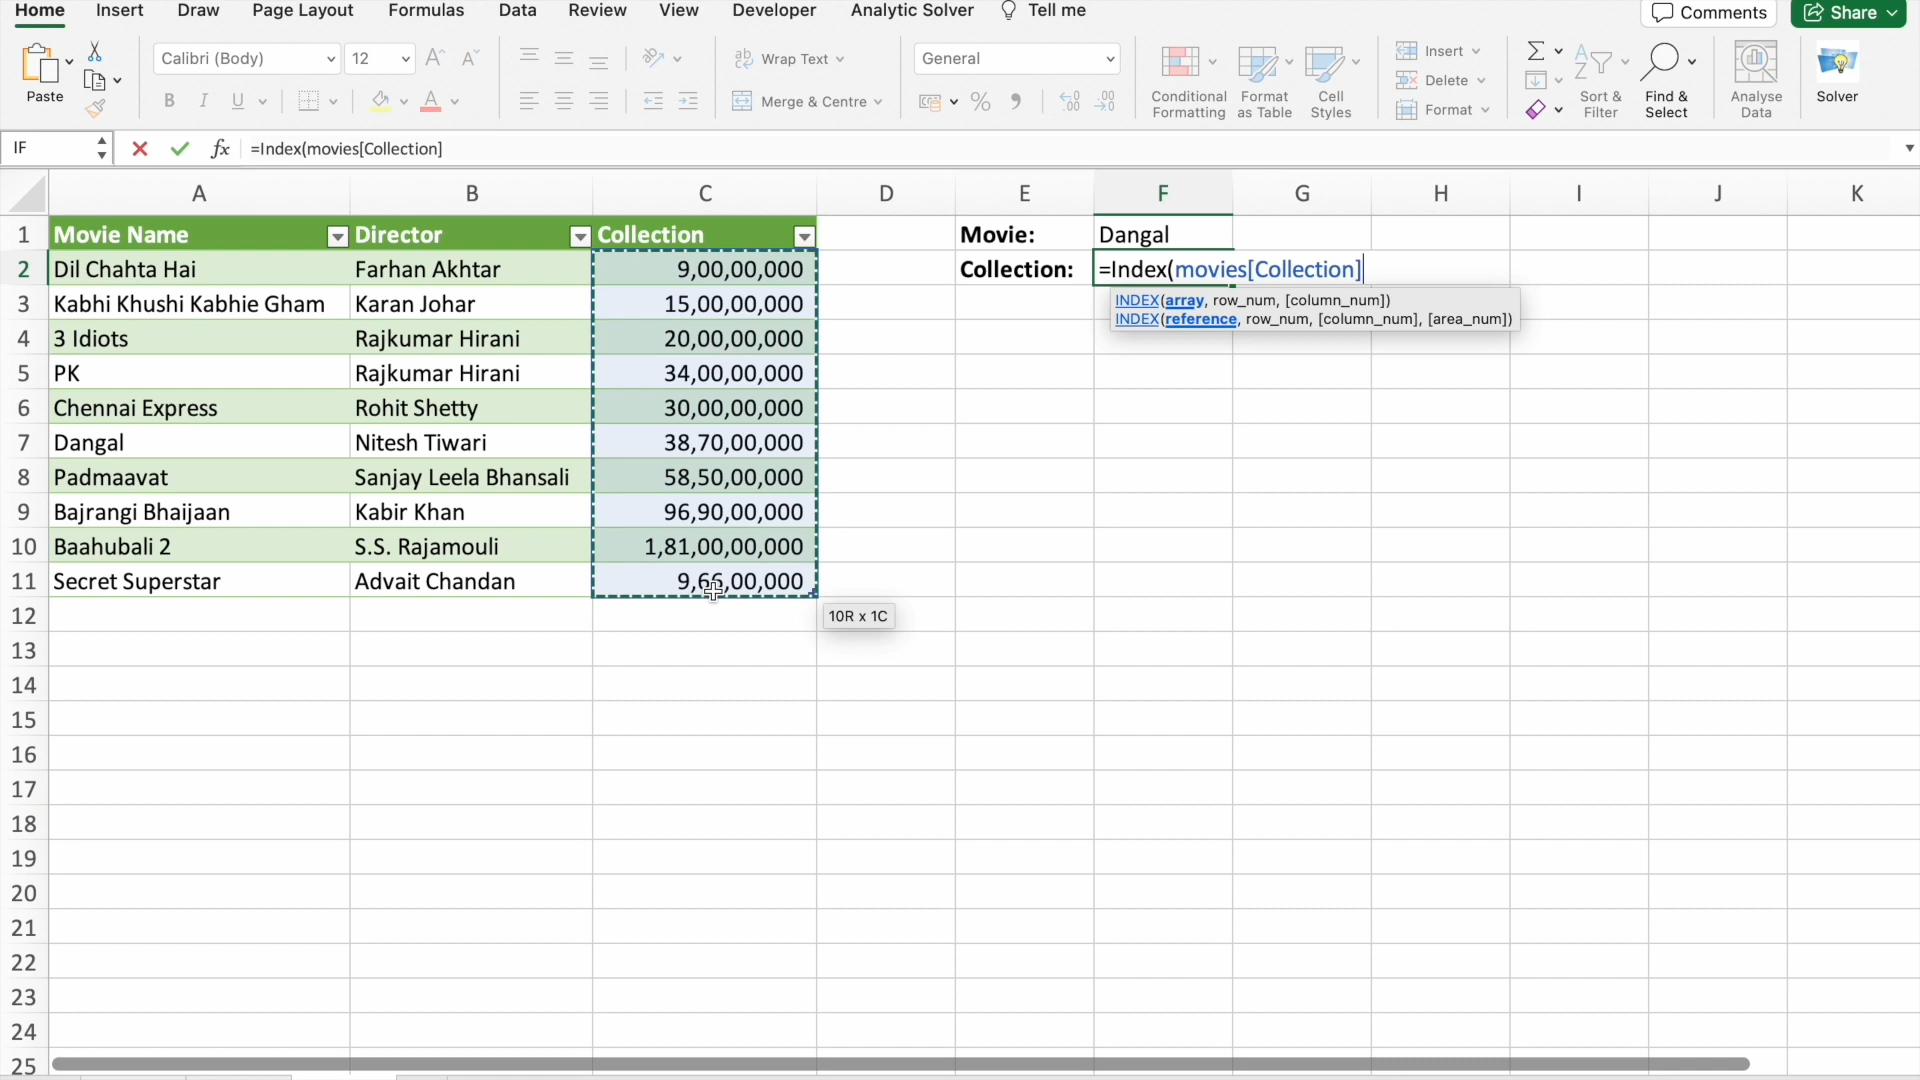 Home Insert Draw Page Layout Formulas Data Review View Developer Analytic Solver Tell me Comments Share
Paste
Calibri (Body) 12
B I U
ab Wrap Text
Merge & Centre
General
Conditional Formatting
Format as Table
Cell Styles
Insert
Delete
Format
Sort & Filter
Find & Select
Analyse Data
Solver
IF fx =Index(movies[Collection]
A B C D E F G H I J K
1 Movie Name Director Collection Movie: Dangal
2 Dil Chahta Hai Farhan Akhtar 9,00,00,000 Collection: =Index(movies[Collection]
INDEX(array, row_num, [column_num])
INDEX(reference, row_num, [column_num], [area_num])
3 Kabhi Khushi Kabhie Gham Karan Johar 15,00,00,000
4 3 Idiots Rajkumar Hirani 20,00,00,000
5 PK Rajkumar Hirani 34,00,00,000
6 Chennai Express Rohit Shetty 30,00,00,000
7 Dangal Nitesh Tiwari 38,70,00,000
8 Padmaavat Sanjay Leela Bhansali 58,50,00,000
9 Bajrangi Bhaijaan Kabir Khan 96,90,00,000
10 Baahubali 2 S.S. Rajamouli 1,81,00,00,000
11 Secret Superstar Advait Chandan 9,66,00,000
12 10R x 1C
13
14
15
16
17
18
19
20
21
22
23
24
25